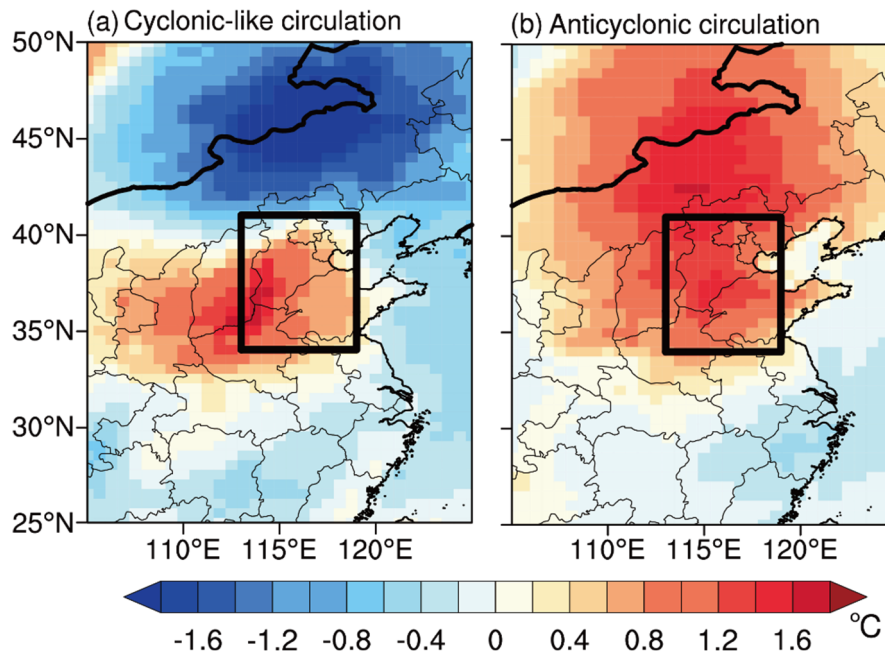 (a) Cyclonic-like circulation
(b) Anticyclonic circulation
50°N
45°N
40°N
35°N
30°N
25°N
110°E 115°E 120°E
110°E 115°E 120°E
-1.6 -1.2 -0.8 -0.4 0 0.4 0.8 1.2 1.6 °C